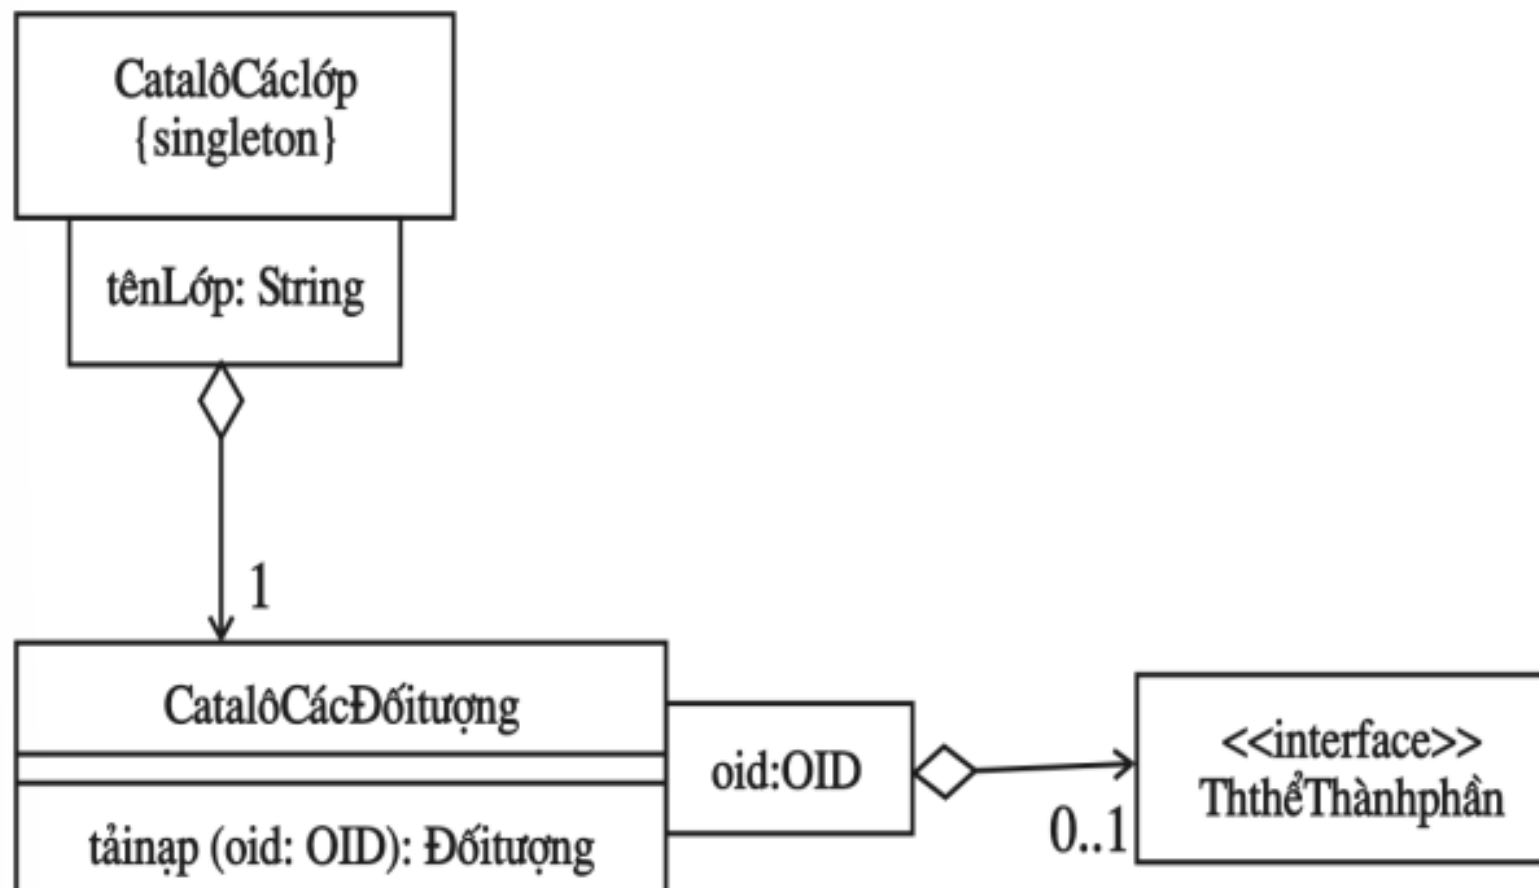 CatalôCáclớp
{singleton}
tênLớp: String
1
CatalôCácĐốitượng
tảinạp (oid: OID): Đốitượng
oid:OID
0..1
<<interface>>
ThthểThànhphần